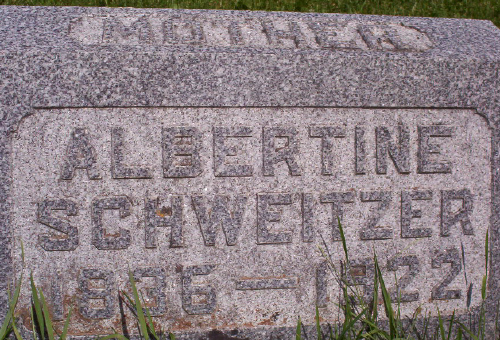 MOTHER
ALBERTINE
SCHWEITZER
1836 — 1922